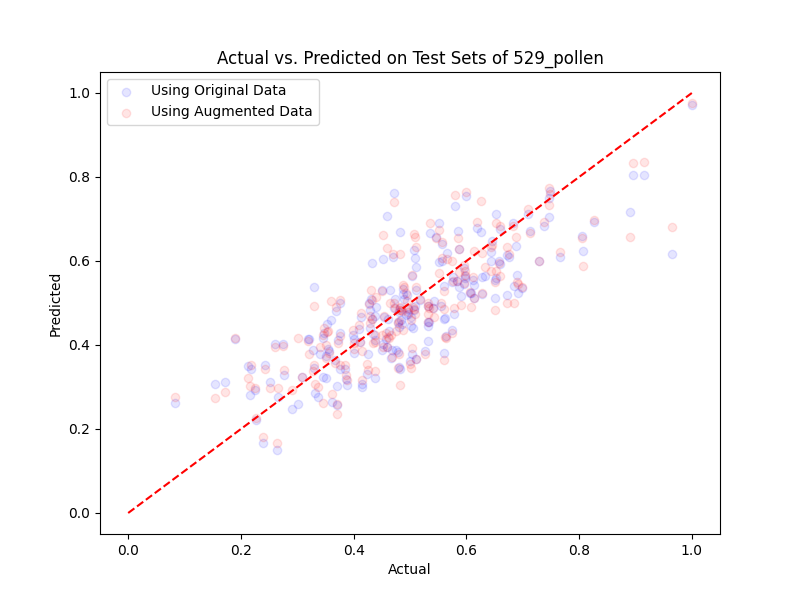 Actual vs. Predicted on Test Sets of 529_pollen
Using Original Data
Using Augmented Data
1.0
0.8
0.6
0.4
0.2
0.0
Predicted
0.0 0.2 0.4 0.6 0.8 1.0
Actual